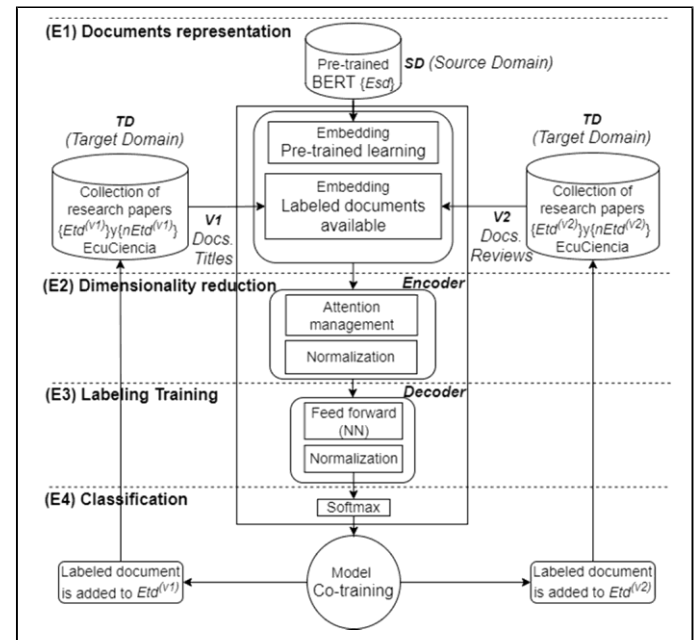 (E1) Documents representation
Pre-trained
BERT {Esd}
SD (Source Domain)
TD
(Target Domain)
TD
(Target Domain)
Embedding
Pre-trained learning
Embedding
Labeled documents
available
Collection of
research papers
{Etd(v1)}y{nEtd(v1)}
EcuCiencia
V1
Docs.
Titles
V2
Docs.
Reviews
Collection of
research papers
{Etd(v2)}y{nEtd(v2)}
EcuCiencia
(E2) Dimensionality reduction
Encoder
Attention
management
Normalization
(E3) Labeling Training
Decoder
Feed forward
(NN)
Normalization
(E4) Classification
Softmax
Model
Co-training
Labeled document
is added to Etd(V1)
Labeled document
is added to Etd(V2)